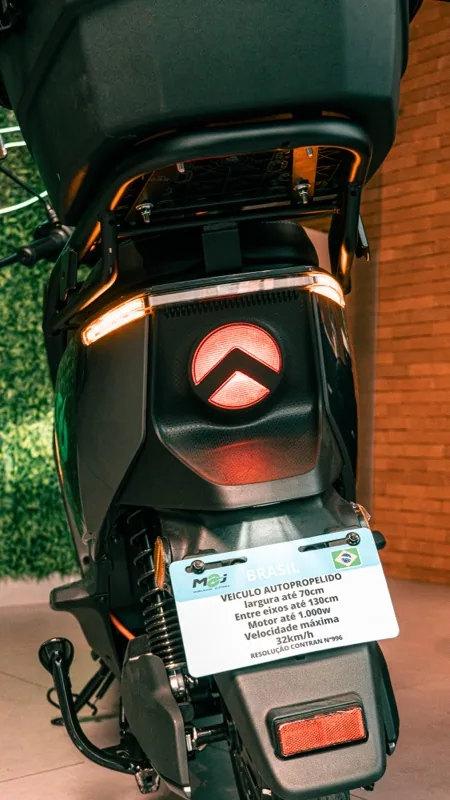 BRASIL
M&J
VEICULO AUTOPROPELIDO
largura até 70cm
Entre eixos até 130cm
Motor até 1.000w
Velocidade máxima
32km/h
RESOLUÇÃO CONTRAN Nº996